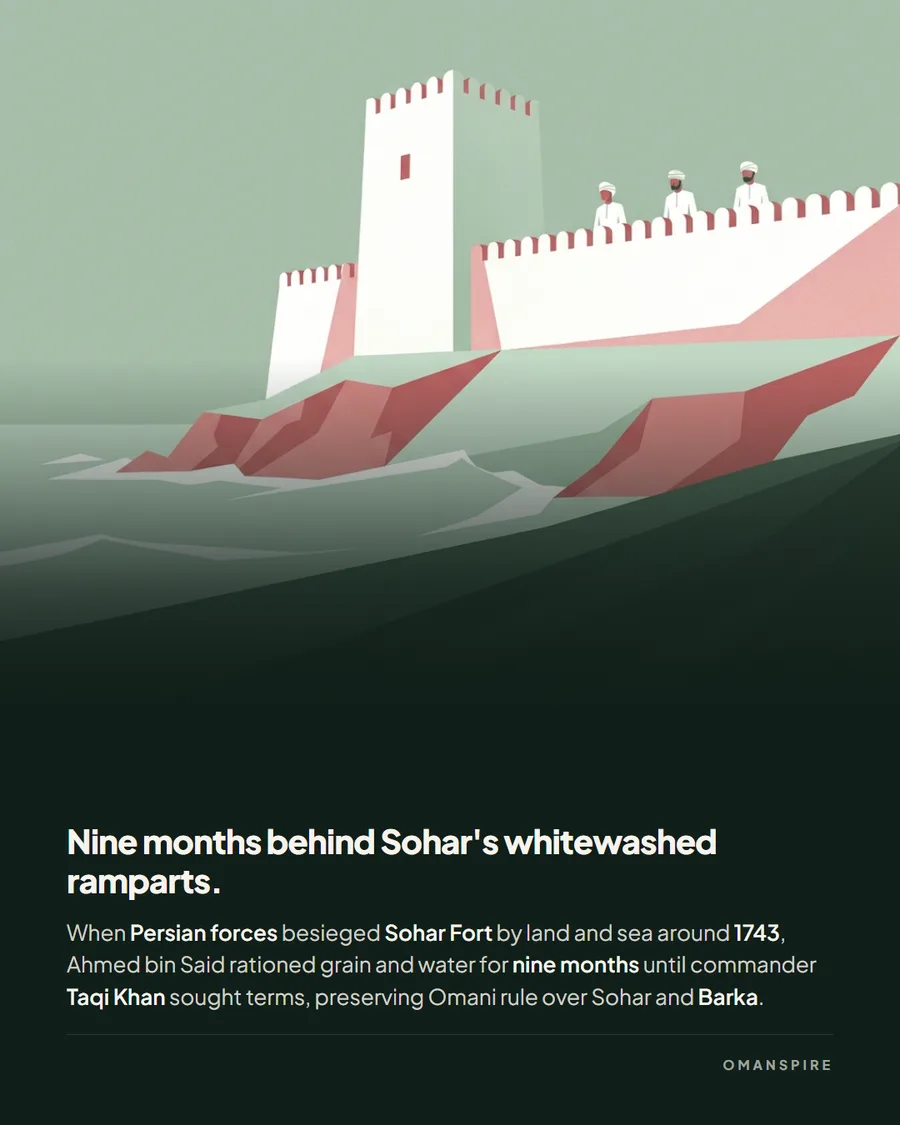 Nine months behind Sohar's whitewashed
ramparts.
When Persian forces besieged Sohar Fort by land and sea around 1743,
Ahmed bin Said rationed grain and water for nine months until commander
Taqi Khan sought terms, preserving Omani rule over Sohar and Barka.
OMANSPIRE